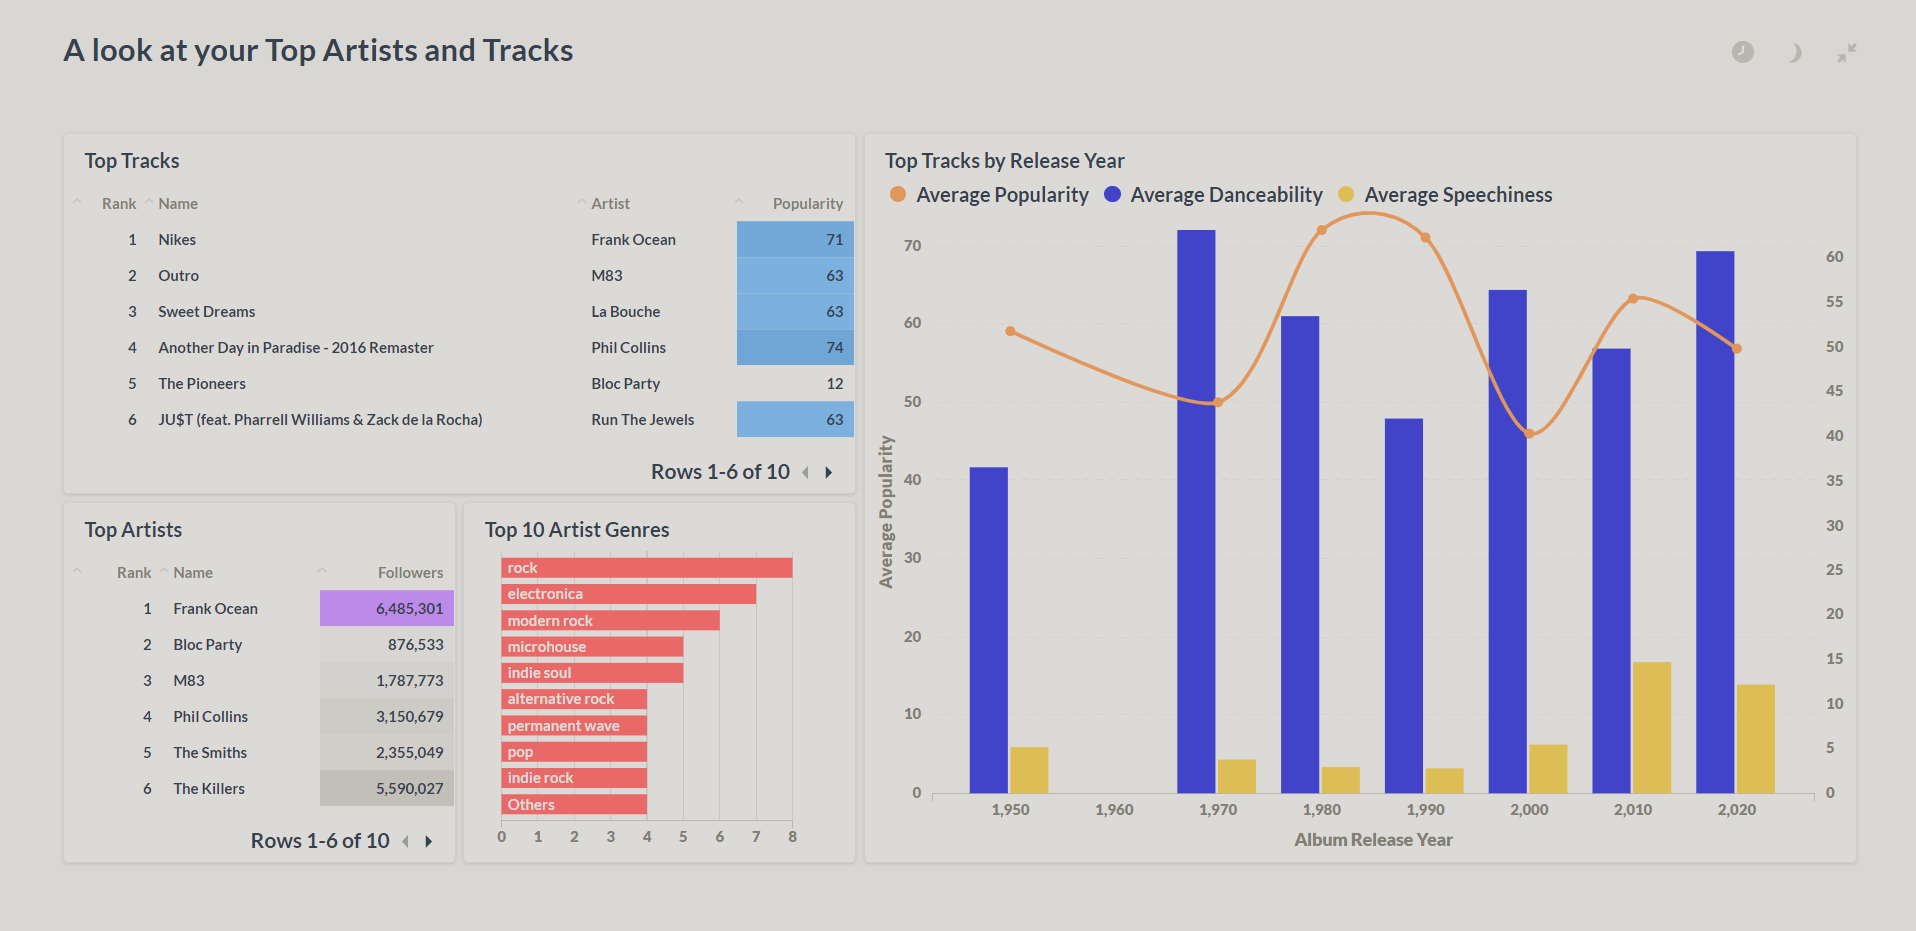 A look at your Top Artists and Tracks
Top Tracks
Rank Name Artist Popularity
1 Nikes Frank Ocean 71
2 Outro M83 63
3 Sweet Dreams La Bouche 63
4 Another Day in Paradise - 2016 Remaster Phil Collins 74
5 The Pioneers Bloc Party 12
6 JU$T (feat. Pharrell Williams & Zack de la Rocha) Run The Jewels 63
Rows 1-6 of 10
Top Artists
Rank Name Followers
1 Frank Ocean 6,485,301
2 Bloc Party 876,533
3 M83 1,787,773
4 Phil Collins 3,150,679
5 The Smiths 2,355,049
6 The Killers 5,590,027
Rows 1-6 of 10
Top 10 Artist Genres
rock
electronica
modern rock
microhouse
indie soul
alternative rock
permanent wave
pop
indie rock
Others
0 1 2 3 4 5 6 7 8
Top Tracks by Release Year
Average Popularity Average Danceability Average Speechiness
70
60
50
40
30
20
10
0
Average Popularity
60
55
50
45
40
35
30
25
20
15
10
5
0
1,950 1,960 1,970 1,980 1,990 2,000 2,010 2,020
Album Release Year